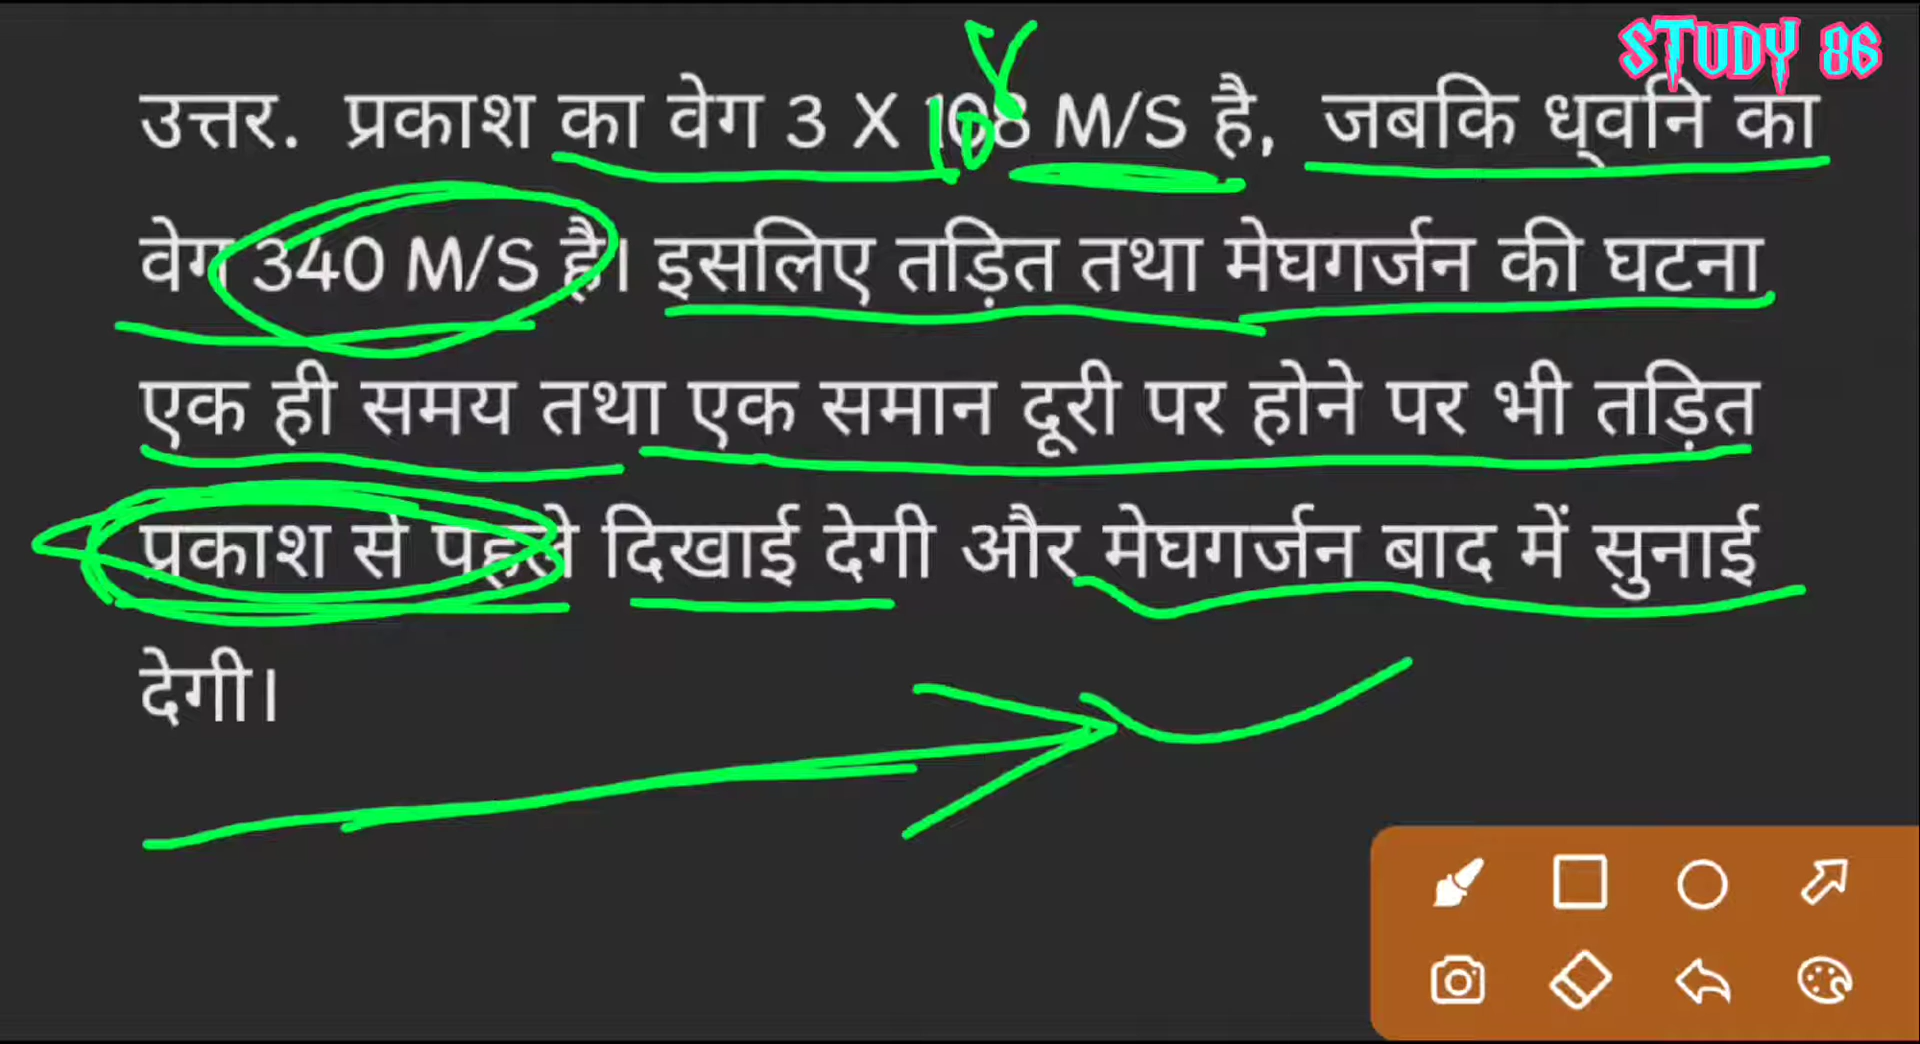 STUDY 86
उत्तर. प्रकाश का वेग 3 X 108 M/S है, जबकि ध्वनि का
वेग 340 M/S है। इसलिए तड़ित तथा मेघगर्जन की घटना
एक ही समय तथा एक समान दूरी पर होने पर भी तड़ित
प्रकाश से पहले दिखाई देगी और मेघगर्जन बाद में सुनाई
देगी।